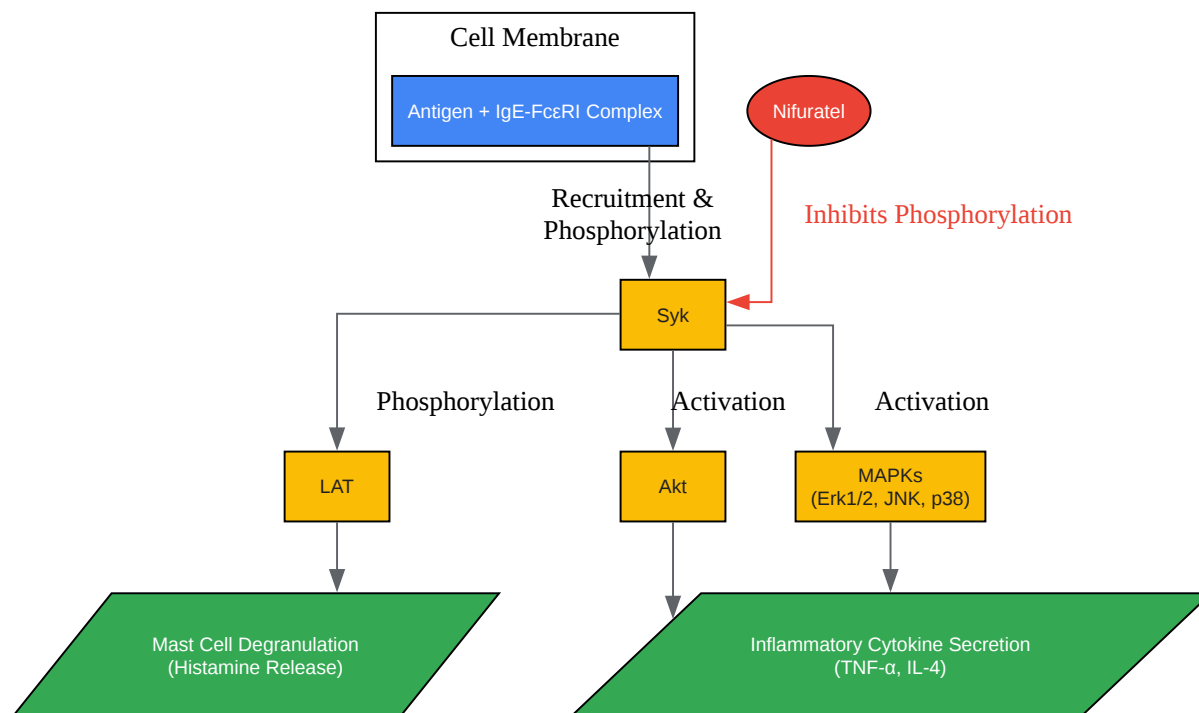 Cell Membrane
Antigen + IgE-FcεRI Complex
Nifuratel
Recruitment &
Phosphorylation
Inhibits Phosphorylation
Syk
Phosphorylation
Activation
Activation
LAT
Akt
MAPKs
(Erk1/2, JNK, p38)
Mast Cell Degranulation
(Histamine Release)
Inflammatory Cytokine Secretion
(TNF-α, IL-4)